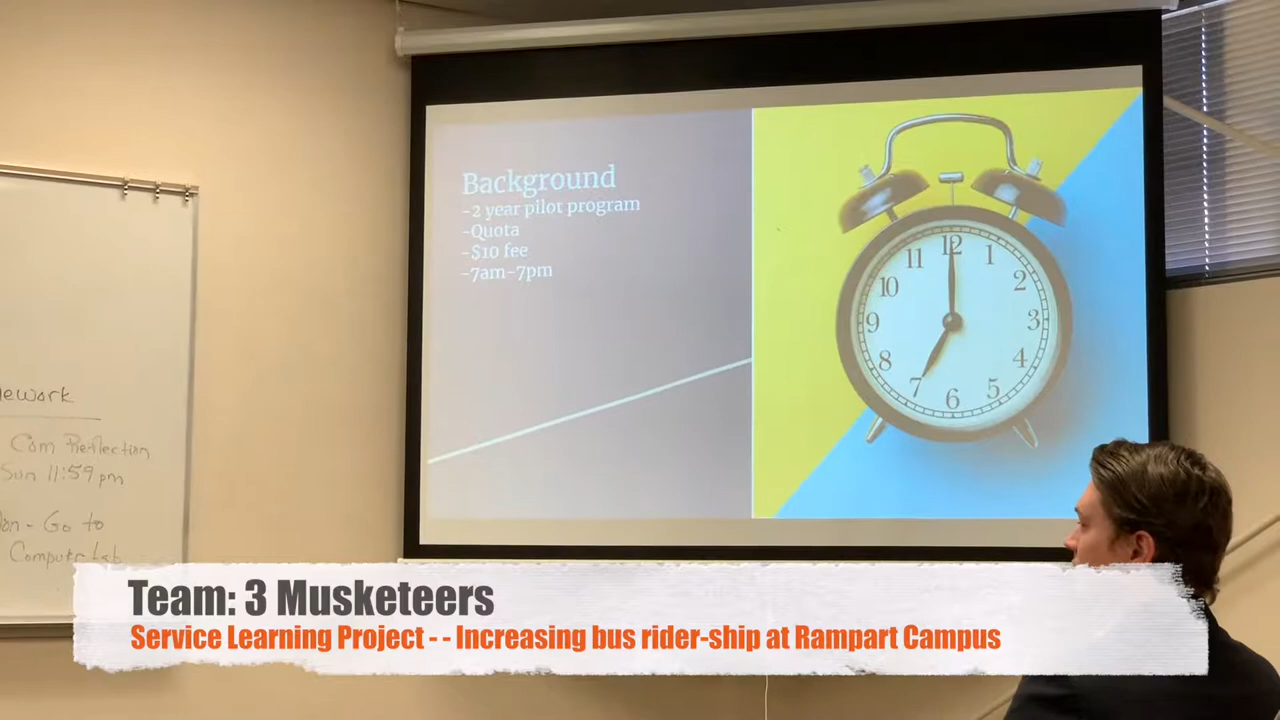 Background
-2 year pilot program
-Quota
-$10 fee
-7am-7pm
12
1
2
3
4
5
6
7
8
9
10
11
ework
Com Reflection
Sun 11:59 pm
- Go to
Computer Lab
Team: 3 Musketeers
Service Learning Project - - Increasing bus rider-ship at Rampart Campus